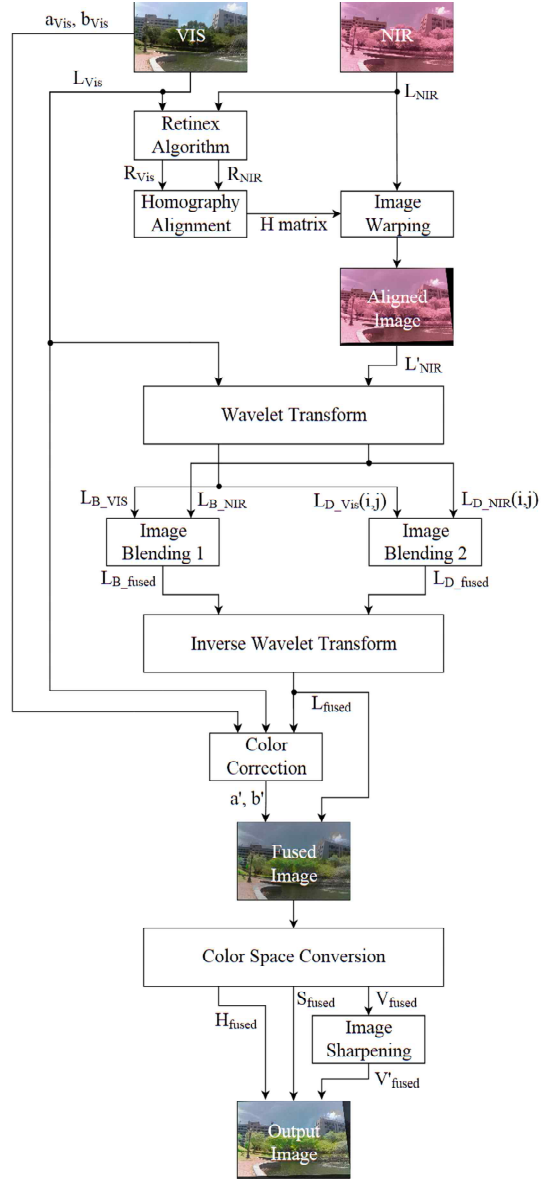 a_Vis, b_Vis
VIS
NIR
L_Vis
L_NIR
Retinex
Algorithm
R_Vis
R_NIR
Homography
Alignment
H matrix
Image
Warping
Aligned
Image
L'_NIR
Wavelet Transform
L_B_VIS
L_B_NIR
L_D_Vis(i,j)
L_D_NIR(i,j)
Image
Blending 1
Image
Blending 2
L_B_fused
L_D_fused
Inverse Wavelet Transform
L_fused
Color
Correction
a', b'
Fused
Image
Color Space Conversion
H_fused
S_fused
V_fused
Image
Sharpening
V'_fused
Output
Image